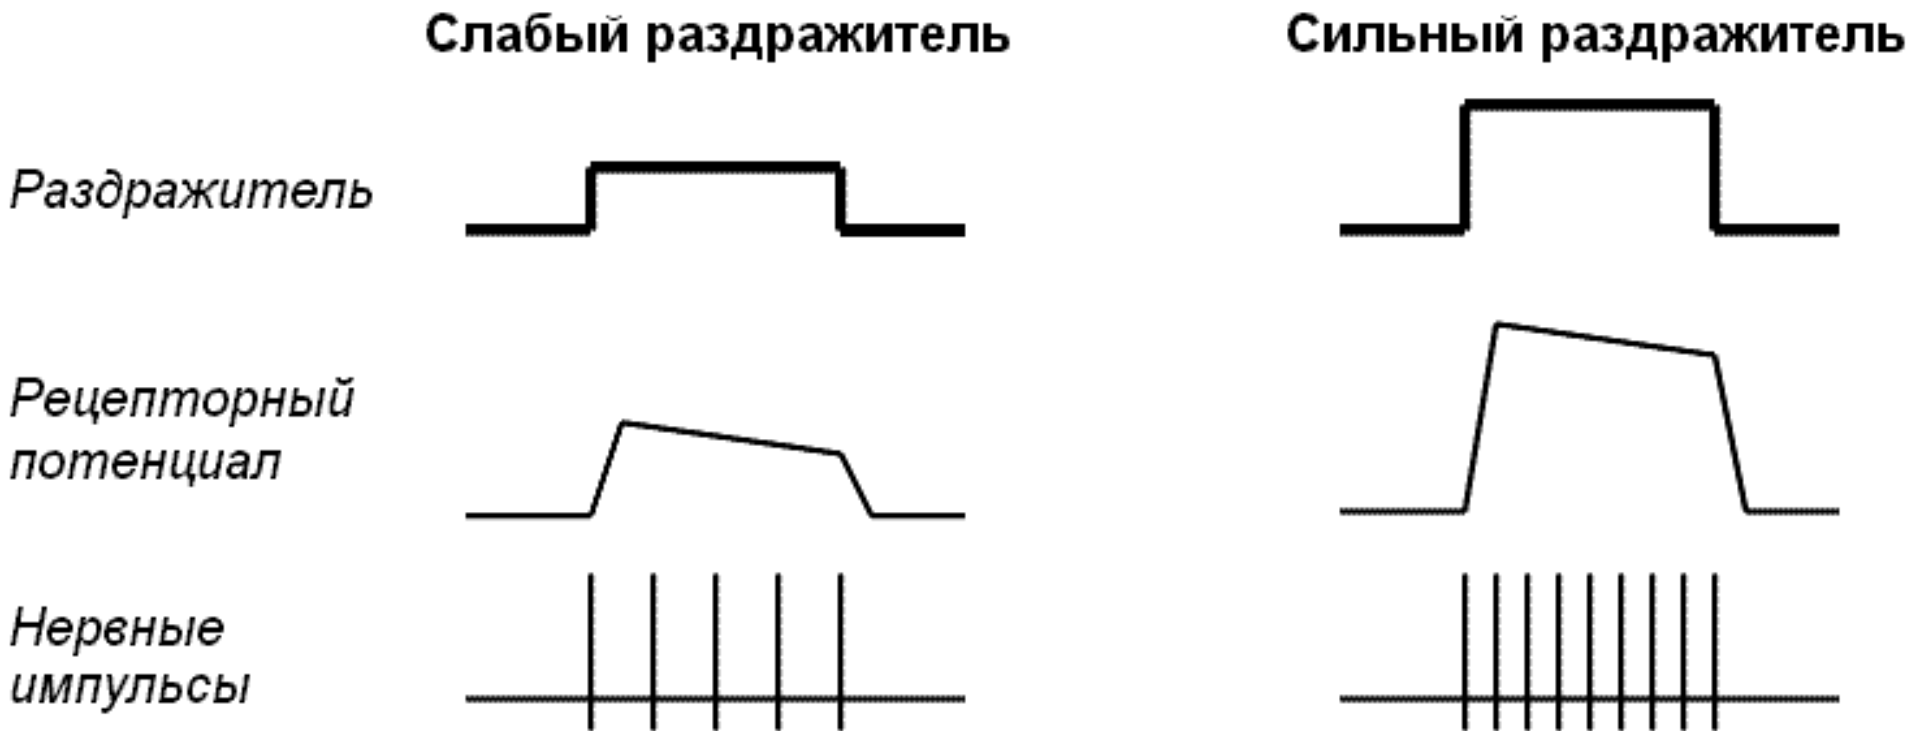 Слабый раздражитель
Сильный раздражитель
Раздражитель
Рецепторный
потенциал
Нервные
импульсы